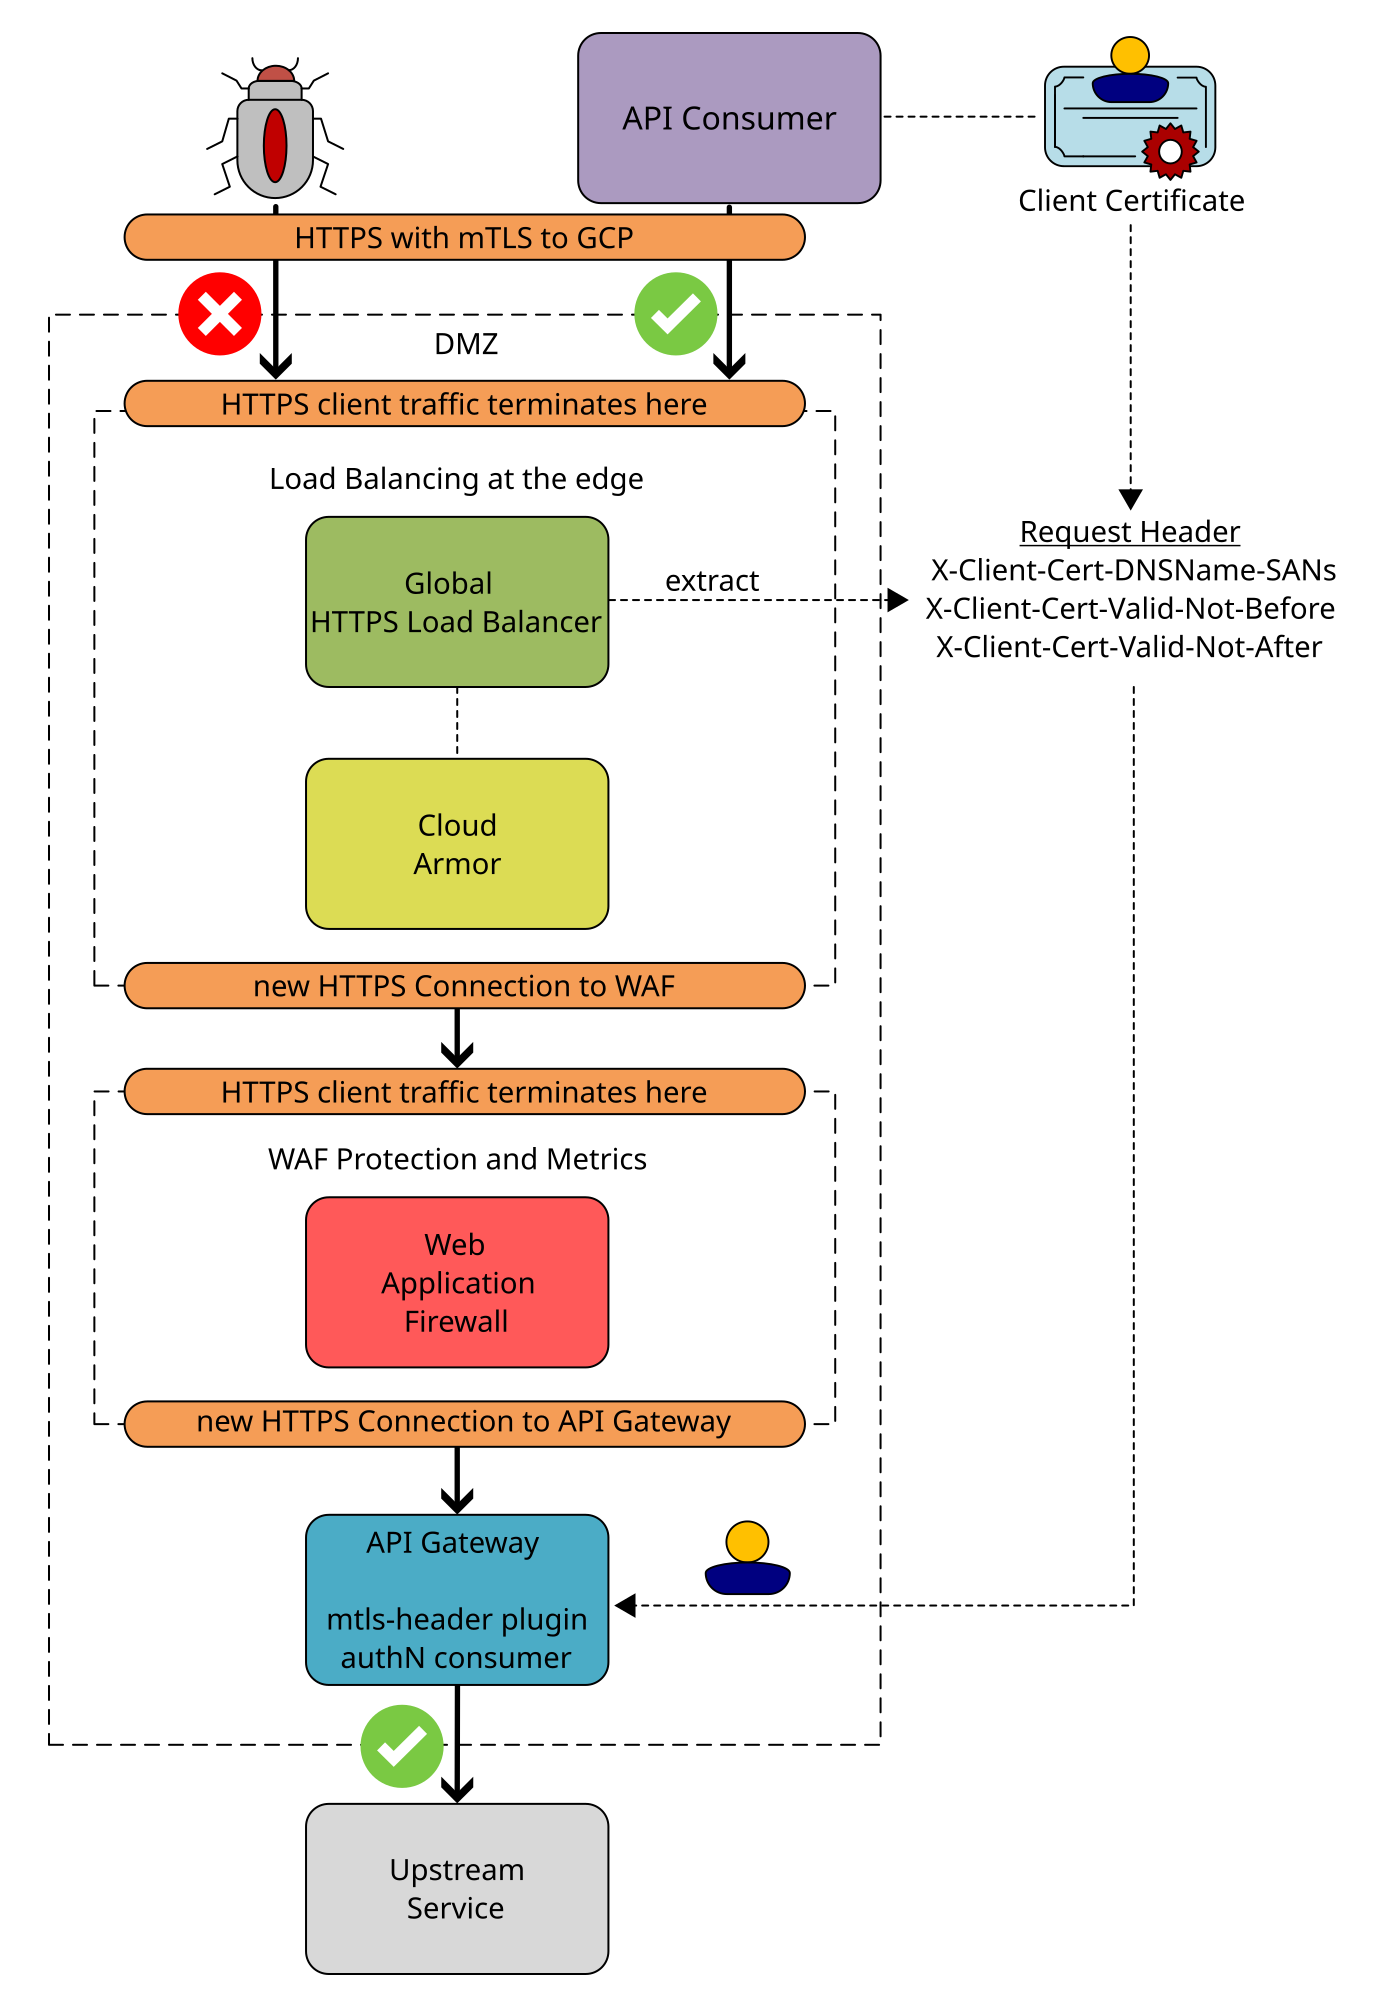 API Consumer
Client Certificate
HTTPS with mTLS to GCP
DMZ
HTTPS client traffic terminates here
Load Balancing at the edge
Global
HTTPS Load Balancer
extract
Request Header
X-Client-Cert-DNSName-SANs
X-Client-Cert-Valid-Not-Before
X-Client-Cert-Valid-Not-After
Cloud
Armor
new HTTPS Connection to WAF
HTTPS client traffic terminates here
WAF Protection and Metrics
Web
Application
Firewall
new HTTPS Connection to API Gateway
API Gateway
mtls-header plugin
authN consumer
Upstream
Service